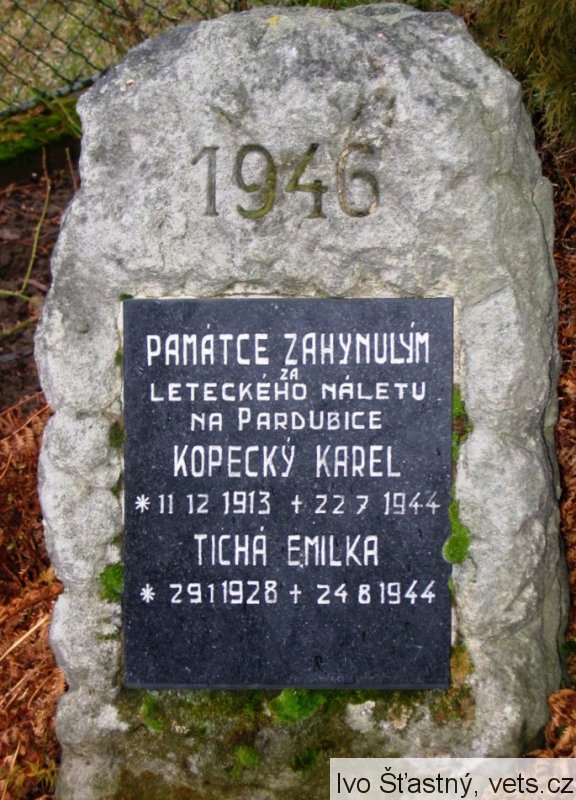 1946
PAMÁTCE ZAHYNULÝM
ZA
LETECKÉHO NÁLETU
NA PARDUBICE
KOPECKÝ KAREL
* 11 12 1913 + 22 7 1944
TICHÁ EMILKA
* 29 1 1928 + 24 8 1944
Ivo Šťastný, vets.cz